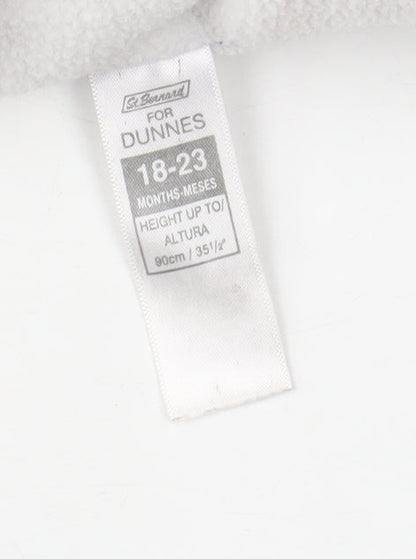 St Bernard
FOR
DUNNES
18-23
MONTHS-MESES
HEIGHT UP TO/
ALTURA
90cm / 35½"